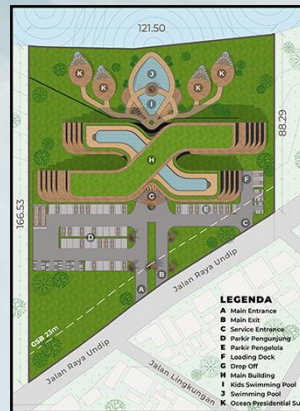 121.50
K
K
J
K
K
I
88.29
H
G
F
E
166.53
C
D
B
A
GSB 23m
Jalan Raya Undip
Jalan Raya Undip
Jalan Lingkungan
LEGENDA
A Main Entrance
B Main Exit
C Service Entrance
D Parkir Pengunjung
E Parkir Pengelola
F Loading Dock
G Drop Off
H Main Building
I Kids Swimming Pool
J Swimming Pool
K Ocean Presidential Su